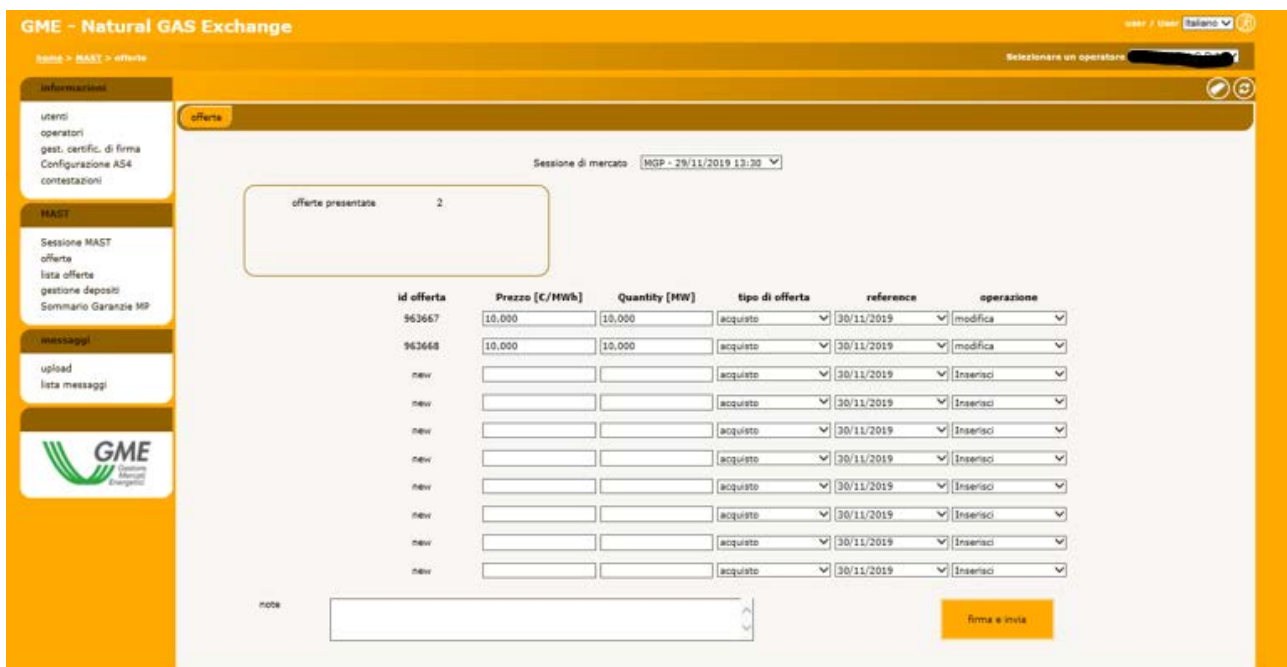 GME - Natural GAS Exchange
user / User Italiano
home > MAST > offerte
Selezionare un operatore
informazioni
utenti
operatori
gest. certific. di firma
Configurazione AS4
contestazioni
MAST
Sessione MAST
offerte
lista offerte
gestione depositi
Sommario Garanzie MP
messaggi
upload
lista messaggi
GME
Gestore
Mercati
Energetici
offerte
Sessione di mercato MGP - 29/11/2019 13:30
offerte presentate 2
id offerta Prezzo [€/MWh] Quantity [MW] tipo di offerta reference operazione
963667 10,000 10,000 acquisto 30/11/2019 modifica
963668 10,000 10,000 acquisto 30/11/2019 modifica
new acquisto 30/11/2019 Inserisci
new acquisto 30/11/2019 Inserisci
new acquisto 30/11/2019 Inserisci
new acquisto 30/11/2019 Inserisci
new acquisto 30/11/2019 Inserisci
new acquisto 30/11/2019 Inserisci
new acquisto 30/11/2019 Inserisci
new acquisto 30/11/2019 Inserisci
note
firma e invia